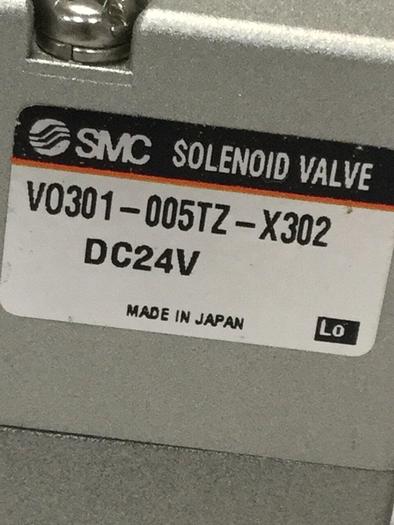 SMC SOLENOID VALVE
VO301-005TZ-X302
DC24V
MADE IN JAPAN
Lo